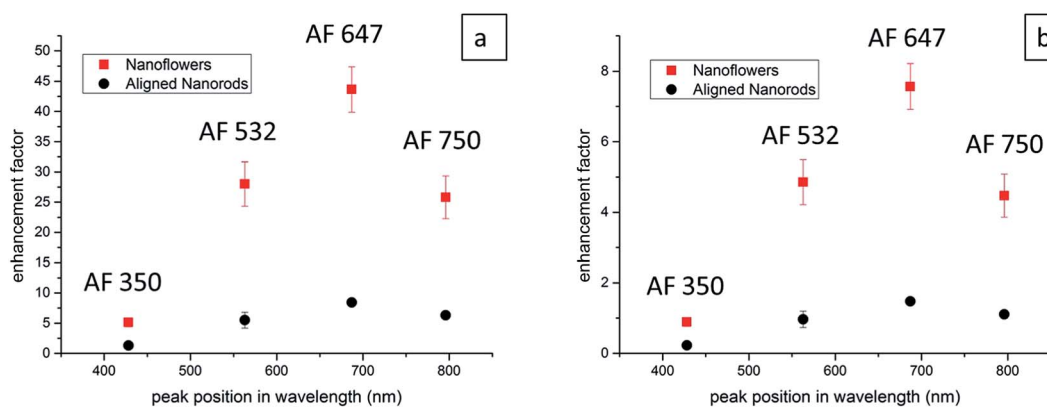 a
AF 647
Nanoflowers
Aligned Nanorods
AF 532
AF 750
AF 350
enhancement factor
50
45
40
35
30
25
20
15
10
5
0
400
500
600
700
800
peak position in wavelength (nm)
b
AF 647
Nanoflowers
Aligned Nanorods
AF 532
AF 750
AF 350
enhancement factor
8
6
4
2
0
400
500
600
700
800
peak position in wavelength (nm)